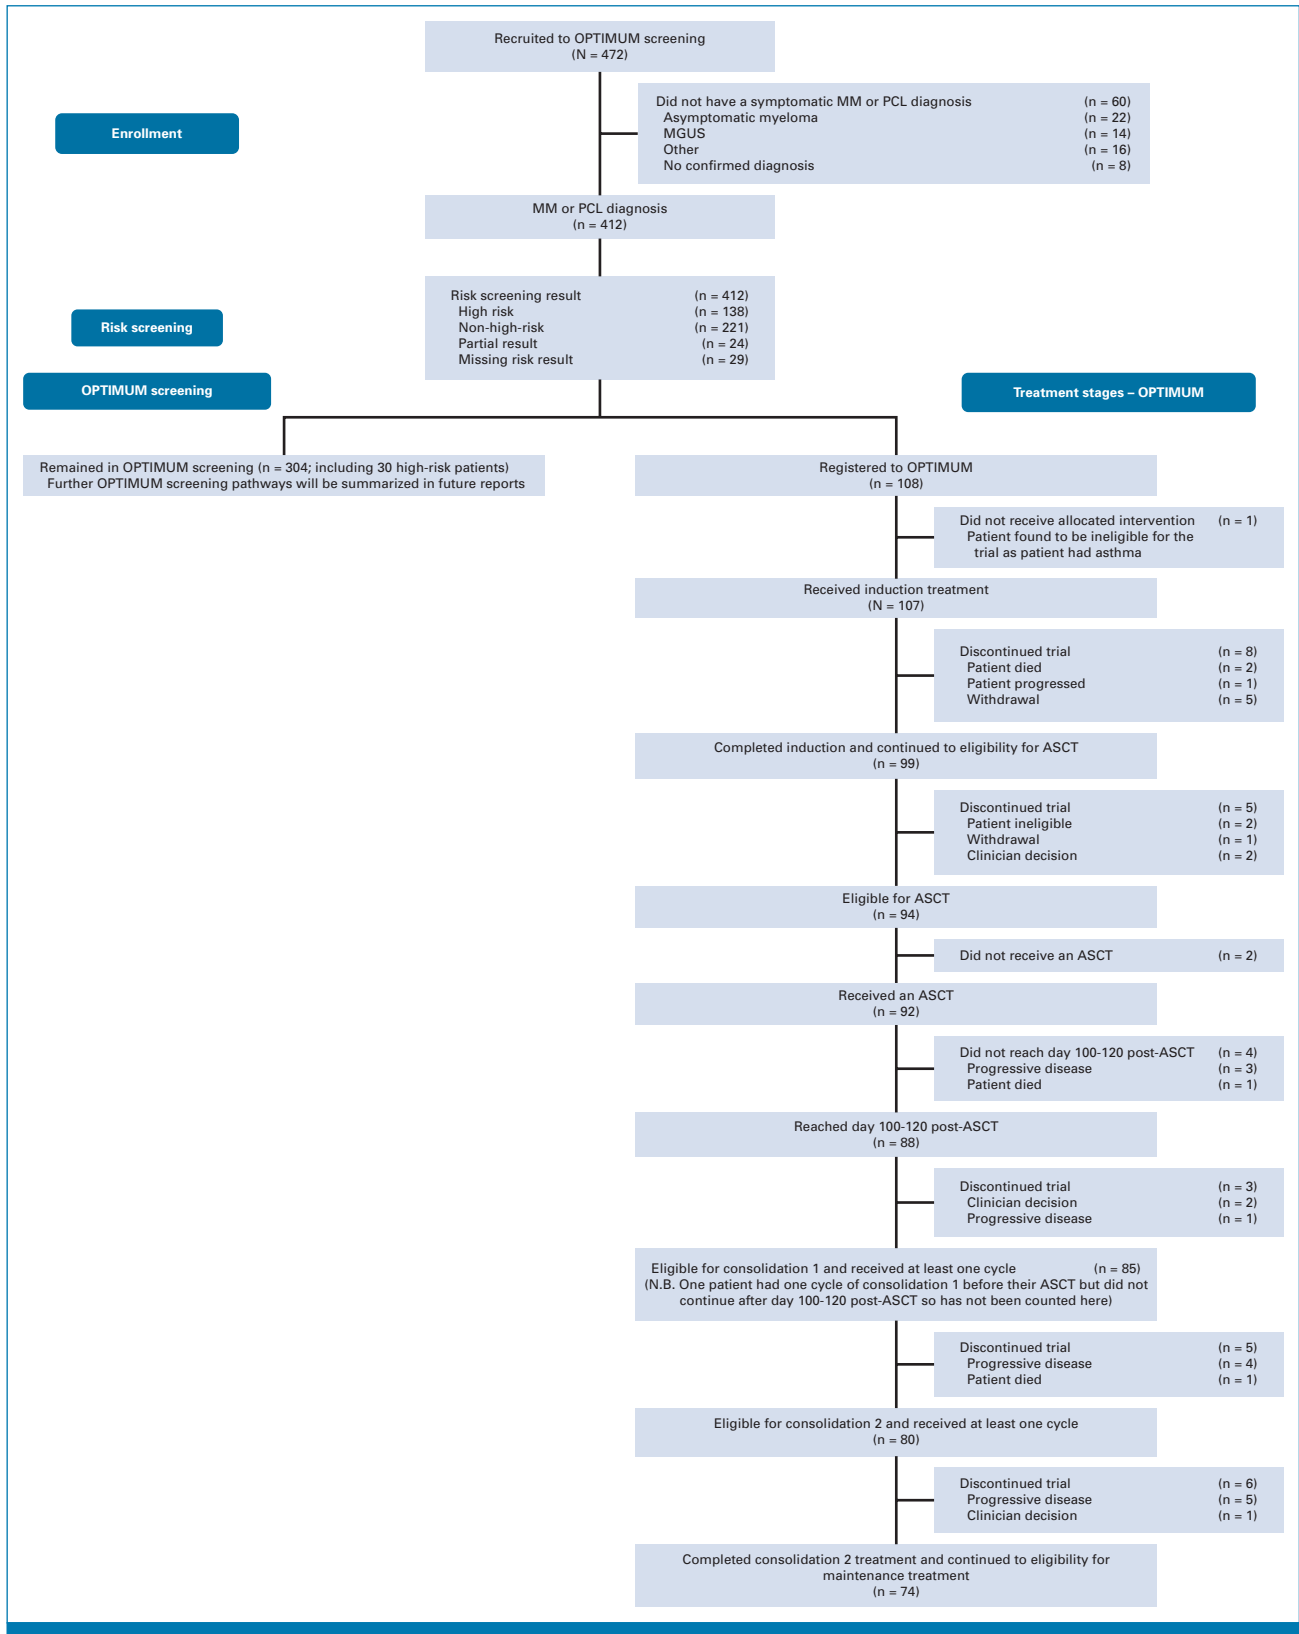 Recruited to OPTIMUM screening
(N = 472)
Did not have a symptomatic MM or PCL diagnosis (n = 60)
Asymptomatic myeloma (n = 22)
MGUS (n = 14)
Other (n = 16)
No confirmed diagnosis (n = 8)
Enrollment
MM or PCL diagnosis
(n = 412)
Risk screening result (n = 412)
High risk (n = 138)
Non-high-risk (n = 221)
Partial result (n = 24)
Missing risk result (n = 29)
Risk screening
OPTIMUM screening
Treatment stages – OPTIMUM
Remained in OPTIMUM screening (n = 304; including 30 high-risk patients)
Further OPTIMUM screening pathways will be summarized in future reports
Registered to OPTIMUM
(n = 108)
Did not receive allocated intervention (n = 1)
Patient found to be ineligible for the
trial as patient had asthma
Received induction treatment
(N = 107)
Discontinued trial (n = 8)
Patient died (n = 2)
Patient progressed (n = 1)
Withdrawal (n = 5)
Completed induction and continued to eligibility for ASCT
(n = 99)
Discontinued trial (n = 5)
Patient ineligible (n = 2)
Withdrawal (n = 1)
Clinician decision (n = 2)
Eligible for ASCT
(n = 94)
Did not receive an ASCT (n = 2)
Received an ASCT
(n = 92)
Did not reach day 100-120 post-ASCT (n = 4)
Progressive disease (n = 3)
Patient died (n = 1)
Reached day 100-120 post-ASCT
(n = 88)
Discontinued trial (n = 3)
Clinician decision (n = 2)
Progressive disease (n = 1)
Eligible for consolidation 1 and received at least one cycle (n = 85)
(N.B. One patient had one cycle of consolidation 1 before their ASCT but did not
continue after day 100-120 post-ASCT so has not been counted here)
Discontinued trial (n = 5)
Progressive disease (n = 4)
Patient died (n = 1)
Eligible for consolidation 2 and received at least one cycle
(n = 80)
Discontinued trial (n = 6)
Progressive disease (n = 5)
Clinician decision (n = 1)
Completed consolidation 2 treatment and continued to eligibility for
maintenance treatment
(n = 74)